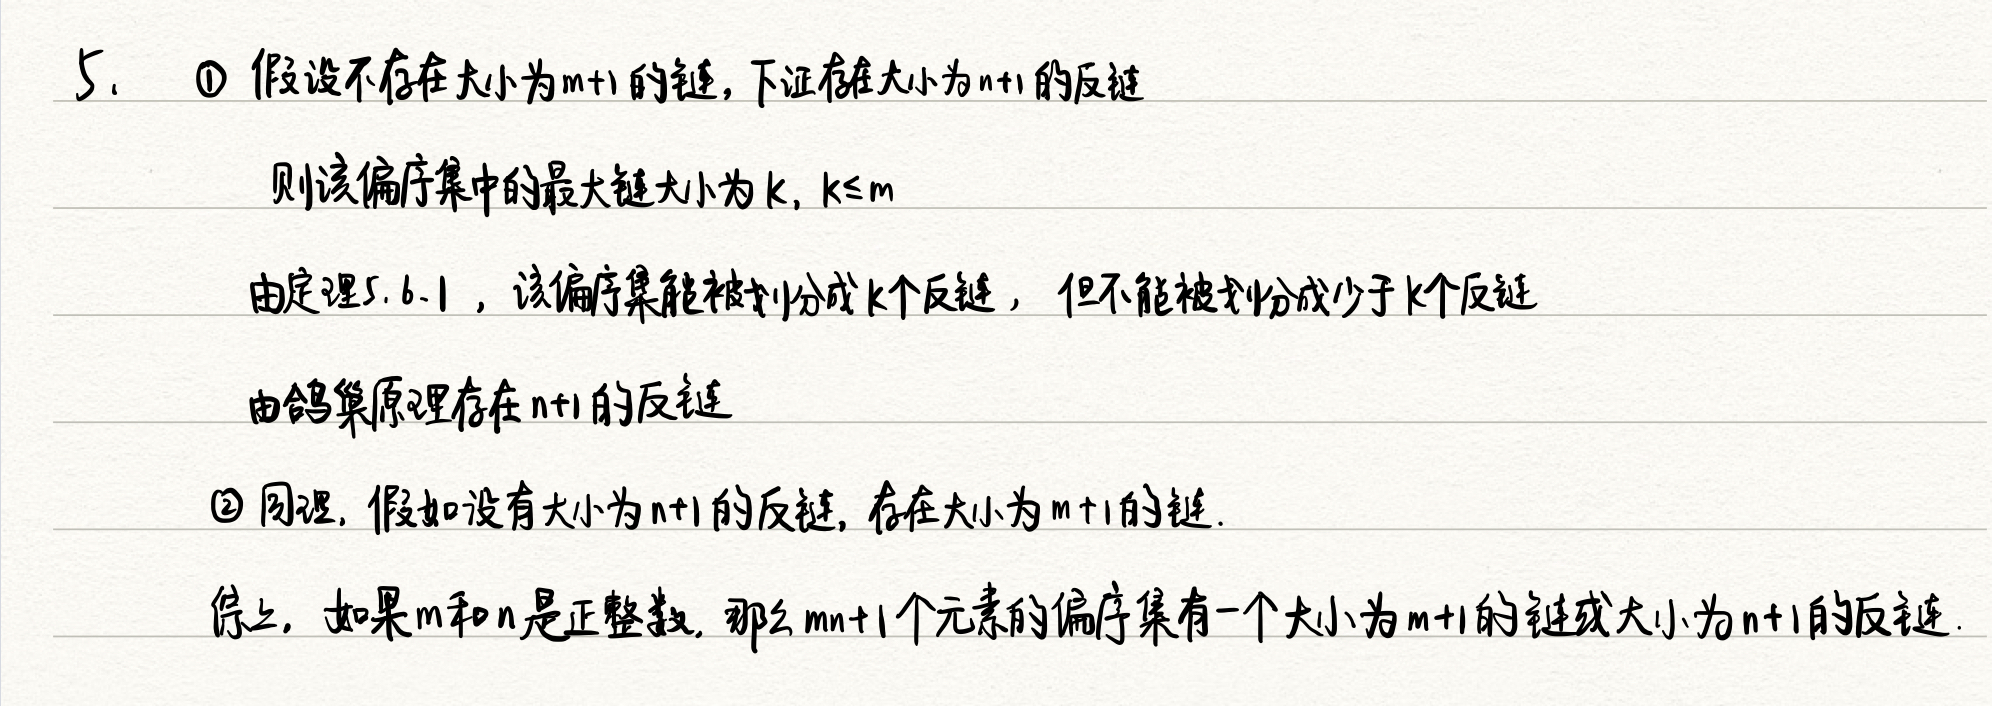 5. ① 假设不存在大小为m+1的链,下证存在大小为n+1的反链
则该偏序集中的最大链大小为k, k≤m
由定理5.6.1 , 该偏序集能被划分成k个反链, 但不能被划分成少于k个反链
由鸽巢原理存在n+1的反链
② 同理, 假如没有大小为n+1的反链, 存在大小为m+1的链.
综上, 如果m和n是正整数, 那么mn+1个元素的偏序集有一个大小为m+1的链或大小为n+1的反链.